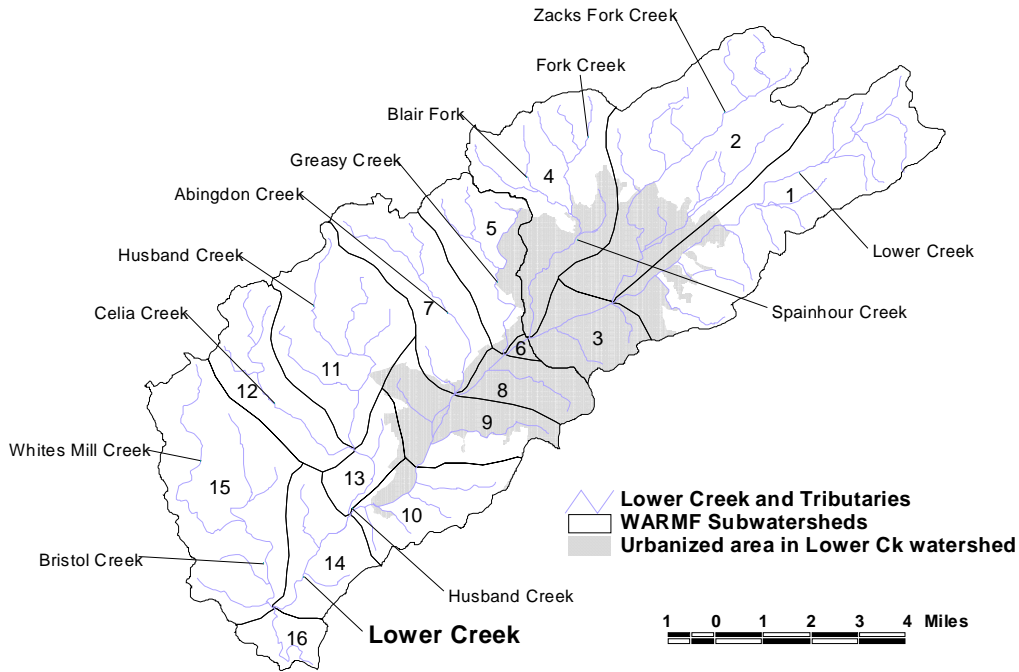 Zacks Fork Creek
Fork Creek
Blair Fork
Greasy Creek
Abingdon Creek
Husband Creek
Celia Creek
Whites Mill Creek
Bristol Creek
Lower Creek
Spainhour Creek
Husband Creek
Lower Creek
1
2
3
4
5
6
7
8
9
10
11
12
13
14
15
16
Lower Creek and Tributaries
WARMF Subwatersheds
Urbanized area in Lower Ck watershed
1 0 1 2 3 4 Miles